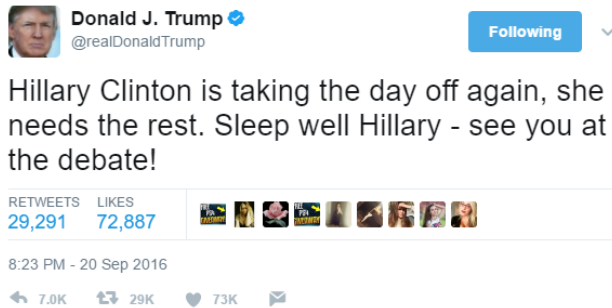 Donald J. Trump
@realDonaldTrump
Following
Hillary Clinton is taking the day off again, she
needs the rest. Sleep well Hillary - see you at
the debate!
RETWEETS LIKES
29,291 72,887
8:23 PM - 20 Sep 2016
7.0K 29K 73K